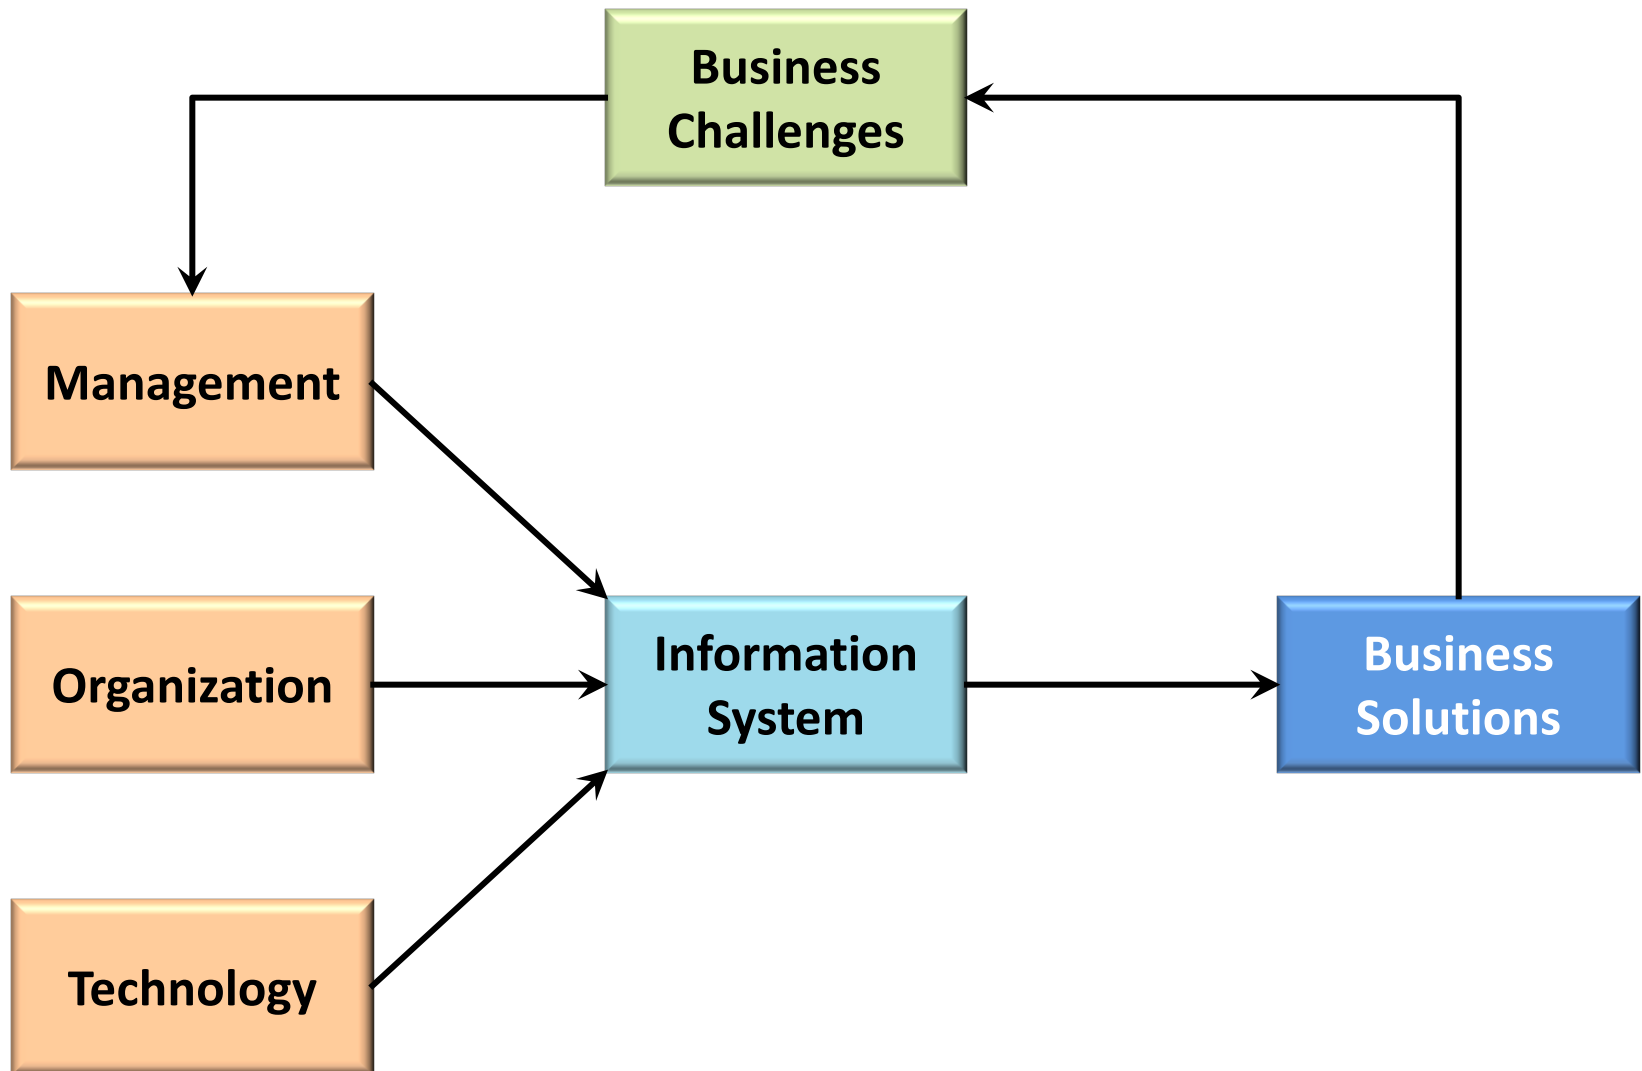 Business
Challenges
Management
Organization
Information
System
Business
Solutions
Technology